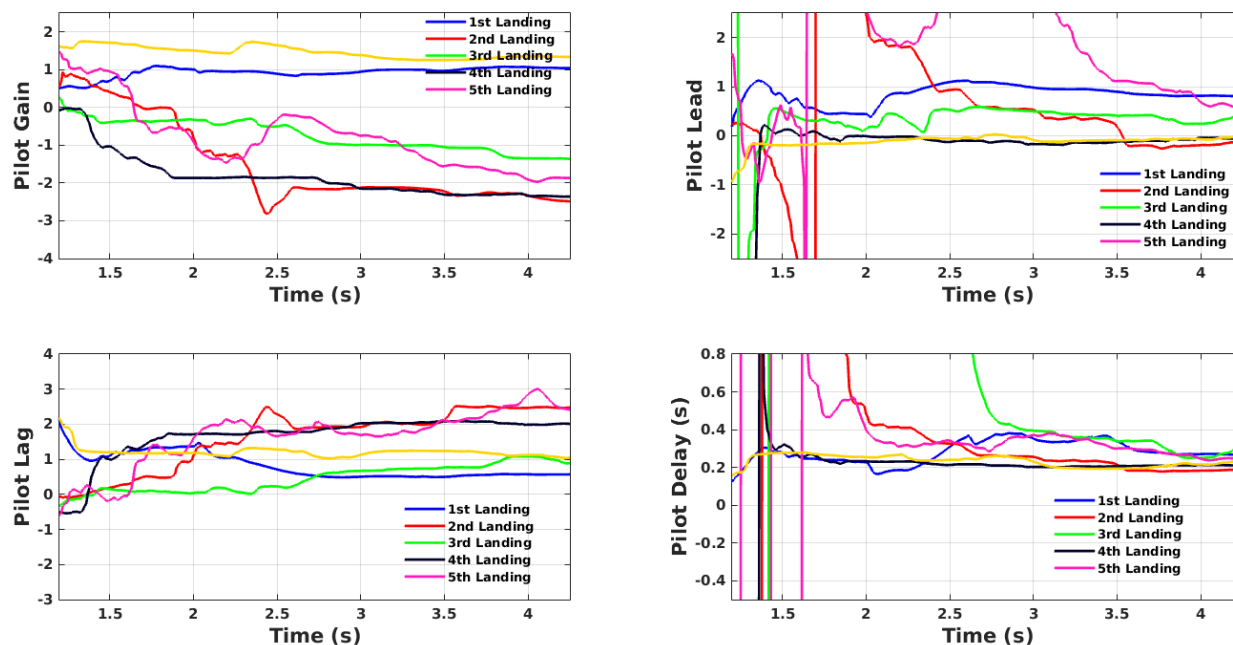 Pilot Gain
2
1
0
-1
-2
-3
-4
1.5
2
2.5
3
3.5
4
Time (s)
1st Landing
2nd Landing
3rd Landing
4th Landing
5th Landing
Pilot Lead
2
1
0
-1
-2
1.5
2
2.5
3
3.5
4
Time (s)
1st Landing
2nd Landing
3rd Landing
4th Landing
5th Landing
Pilot Lag
4
3
2
1
0
-1
-2
-3
1.5
2
2.5
3
3.5
4
Time (s)
1st Landing
2nd Landing
3rd Landing
4th Landing
5th Landing
Pilot Delay (s)
0.8
0.6
0.4
0.2
0
-0.2
-0.4
1.5
2
2.5
3
3.5
4
Time (s)
1st Landing
2nd Landing
3rd Landing
4th Landing
5th Landing